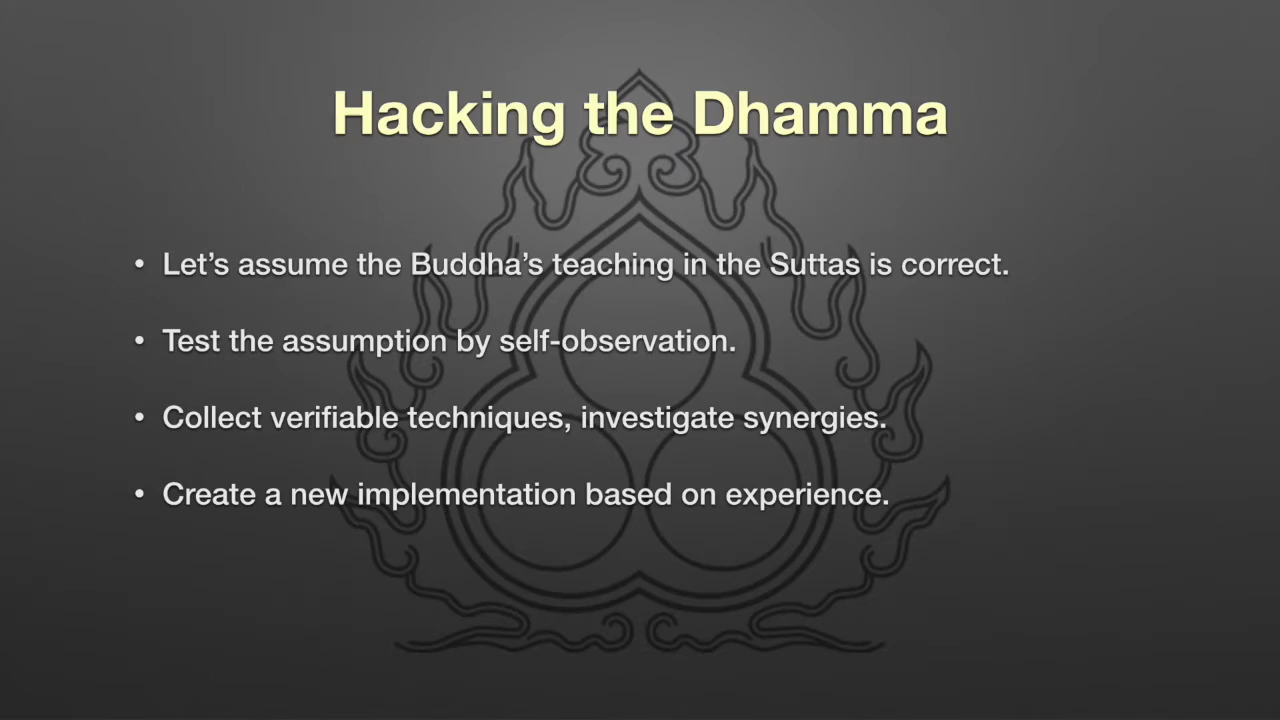 Hacking the Dhamma
• Let’s assume the Buddha’s teaching in the Suttas is correct.
• Test the assumption by self-observation.
• Collect verifiable techniques, investigate synergies.
• Create a new implementation based on experience.